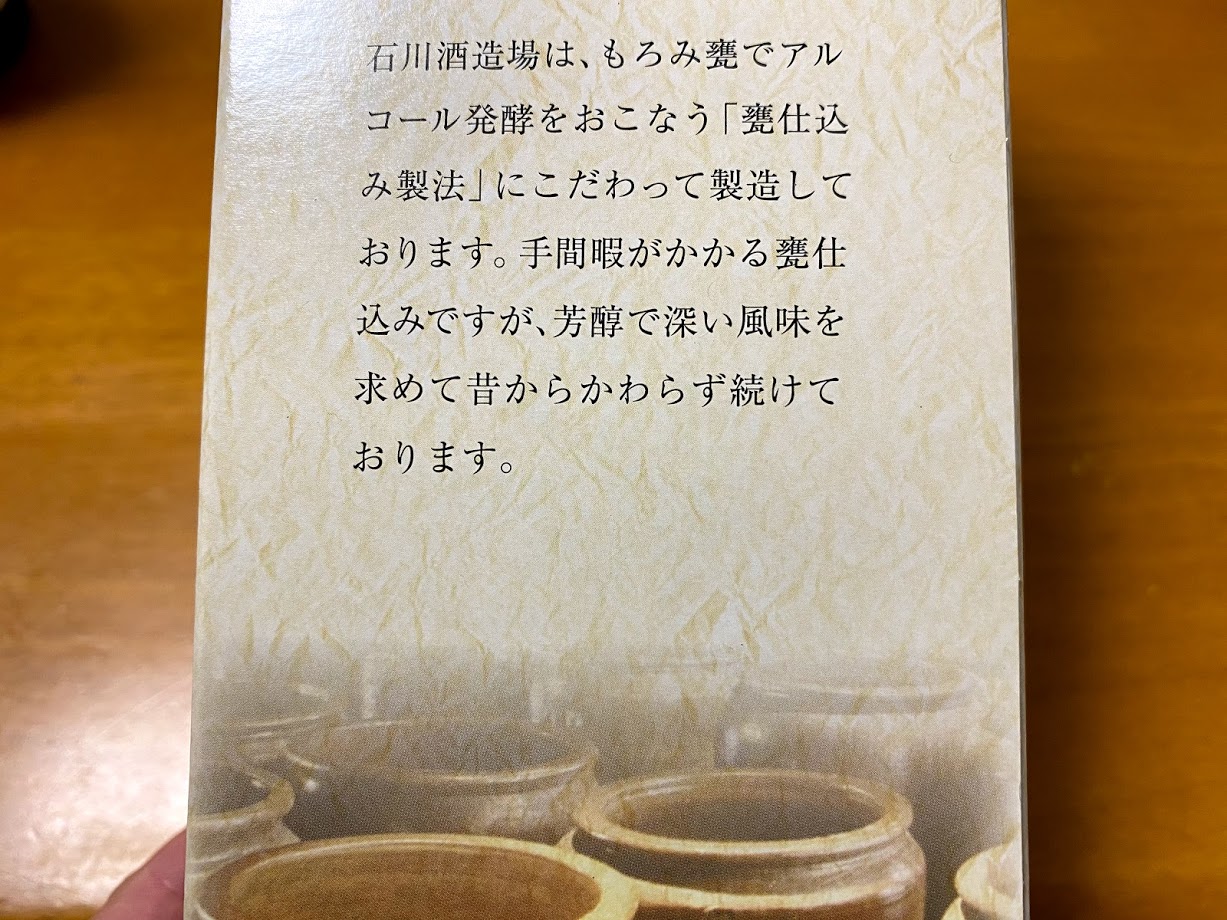 石川酒造場は、もろみ甕でアル
コール発酵をおこなう「甕仕込
み製法」にこだわって製造して
おります。手間暇がかかる甕仕
込みですが、芳醇で深い風味を
求めて昔からかわらず続けて
おります。